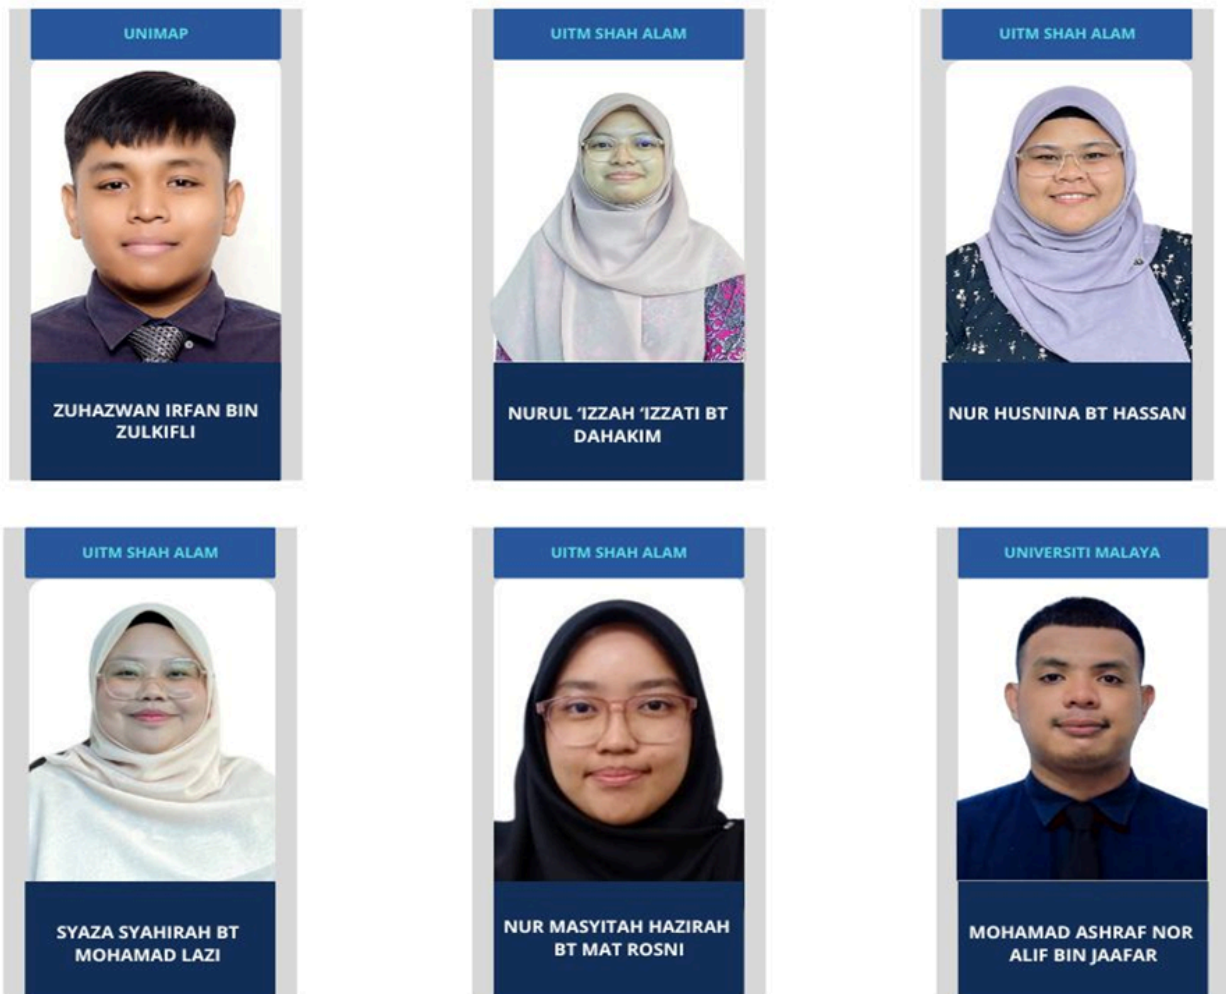 UNIMAP
ZUHAZWAN IRFAN BIN
ZULKIFLI
UITM SHAH ALAM
NURUL ‘IZZAH ‘IZZATI BT
DAHAKIM
UITM SHAH ALAM
NUR HUSNINA BT HASSAN
UITM SHAH ALAM
SYAZA SYAHIRAH BT
MOHAMAD LAZI
UITM SHAH ALAM
NUR MASYITAH HAZIRAH
BT MAT ROSNI
UNIVERSITI MALAYA
MOHAMAD ASHRAF NOR
ALIF BIN JAAFAR